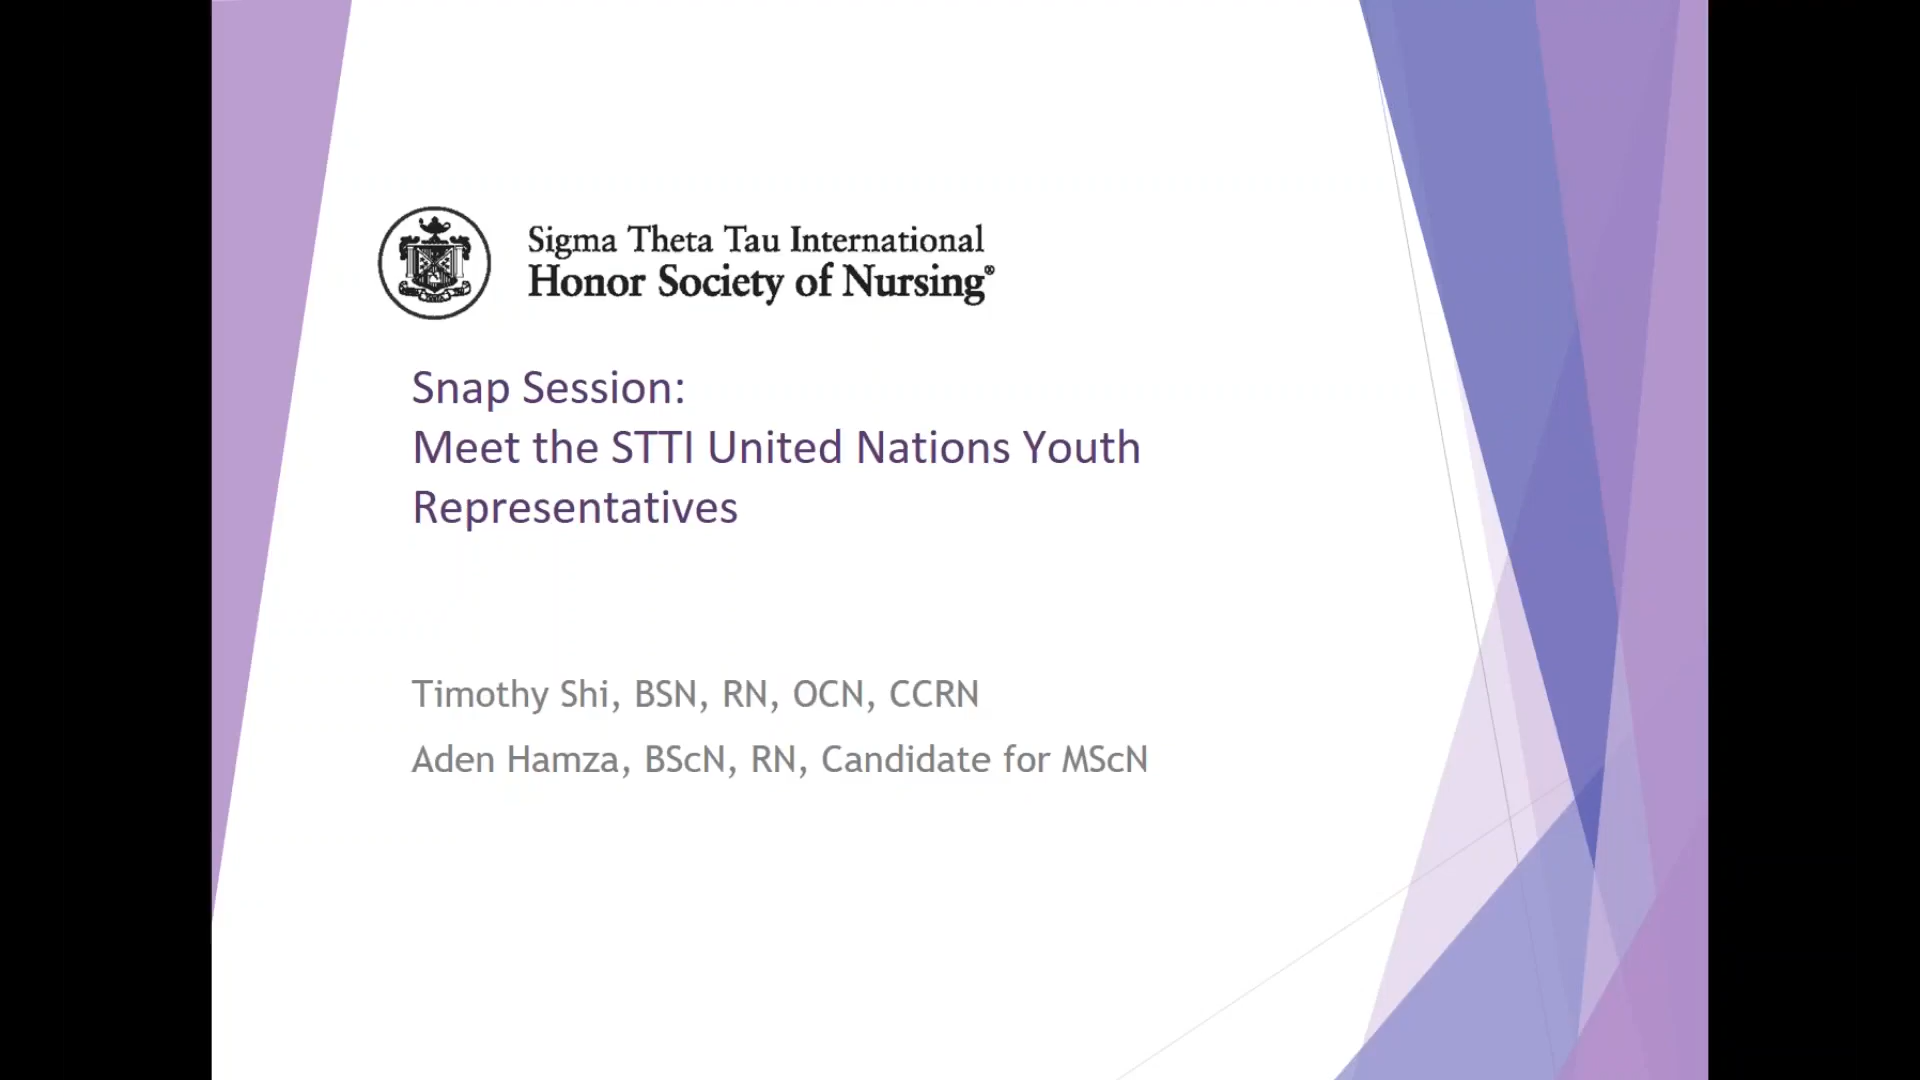 Sigma Theta Tau International
Honor Society of Nursing®
Snap Session:
Meet the STTI United Nations Youth
Representatives
Timothy Shi, BSN, RN, OCN, CCRN
Aden Hamza, BScN, RN, Candidate for MScN